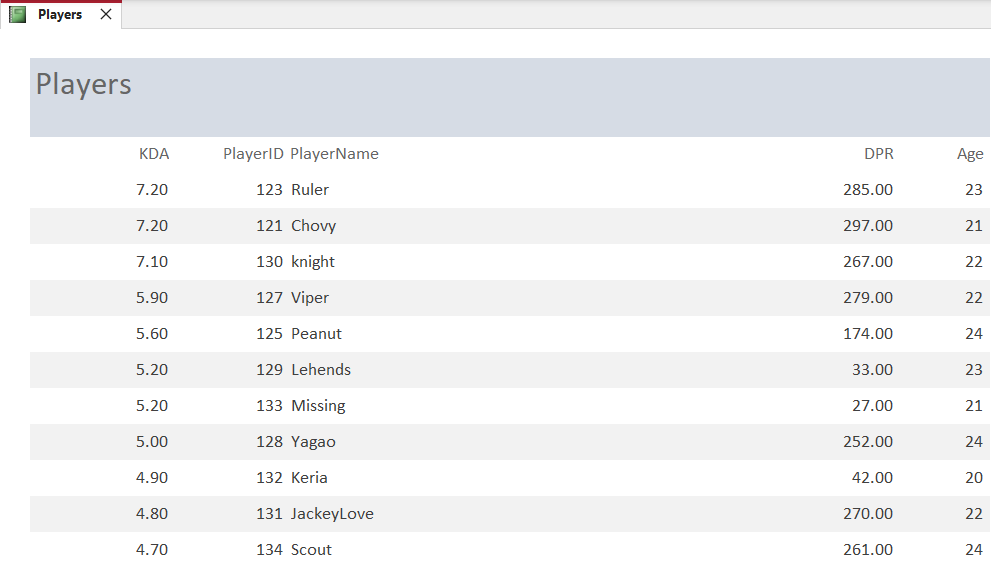 Players
Players
KDA PlayerID PlayerName DPR Age
7.20 123 Ruler 285.00 23
7.20 121 Chovy 297.00 21
7.10 130 knight 267.00 22
5.90 127 Viper 279.00 22
5.60 125 Peanut 174.00 24
5.20 129 Lehends 33.00 23
5.20 133 Missing 27.00 21
5.00 128 Yagao 252.00 24
4.90 132 Keria 42.00 20
4.80 131 JackeyLove 270.00 22
4.70 134 Scout 261.00 24